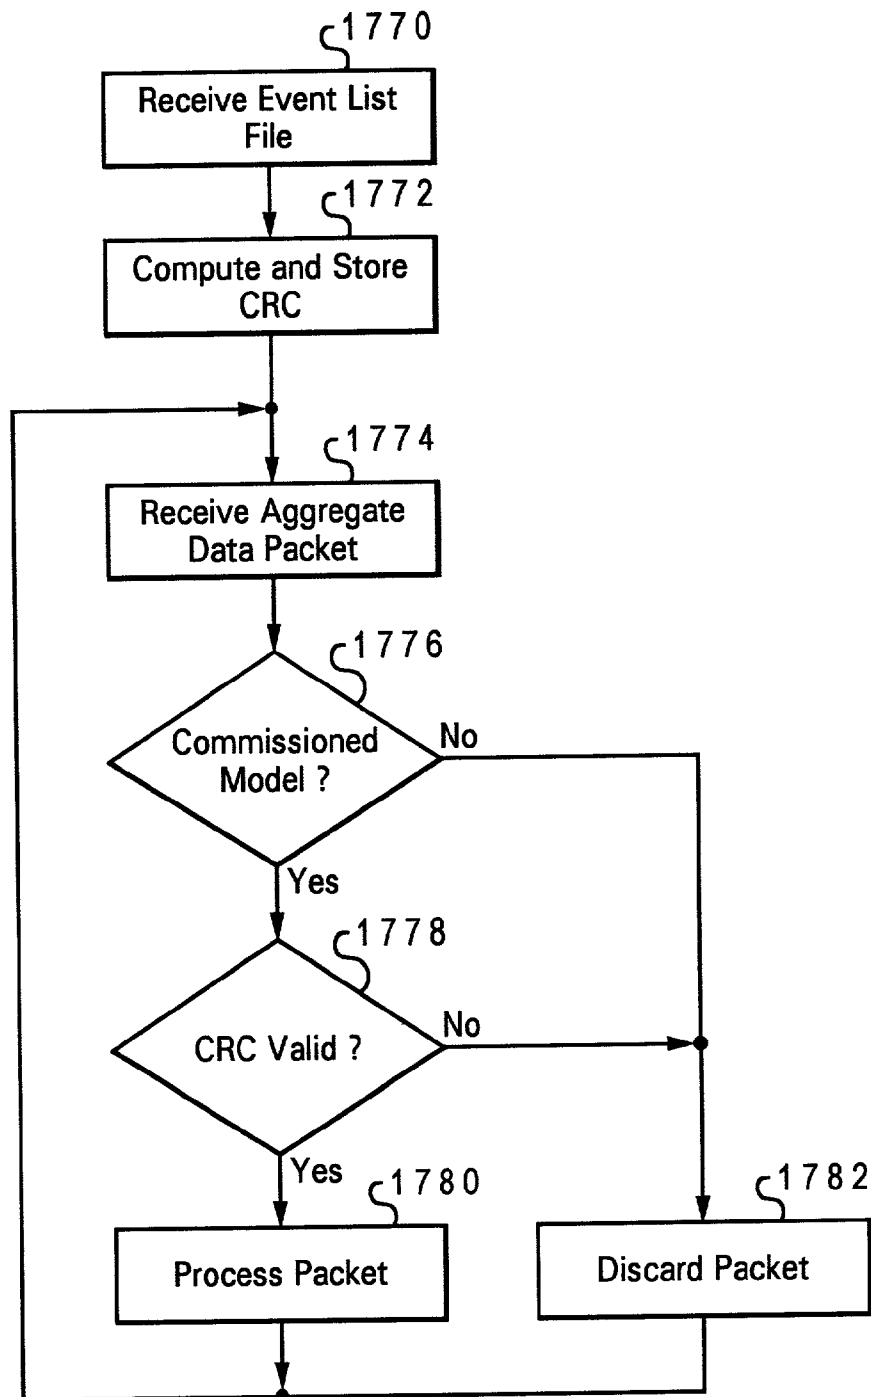 1770
Receive Event List
File
1772
Compute and Store
CRC
1774
Receive Aggregate
Data Packet
1776
Commissioned
Model ?
No
Yes
1778
CRC Valid ?
No
Yes
1780
Process Packet
1782
Discard Packet